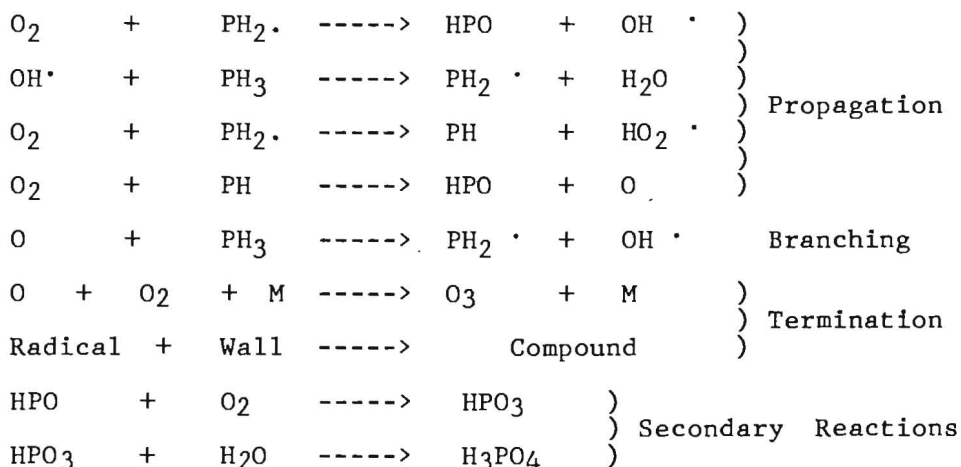 O₂ + PH₂. -----> HPO + OH · )
)
OH· + PH₃ -----> PH₂ · + H₂O )
) Propagation
O₂ + PH₂. -----> PH + HO₂ · )
)
O₂ + PH -----> HPO + O )
O + PH₃ -----> PH₂ · + OH · Branching
O + O₂ + M -----> O₃ + M )
) Termination
Radical + Wall -----> Compound )
HPO + O₂ -----> HPO₃ )
) Secondary Reactions
HPO₃ + H₂O -----> H₃PO₄ )